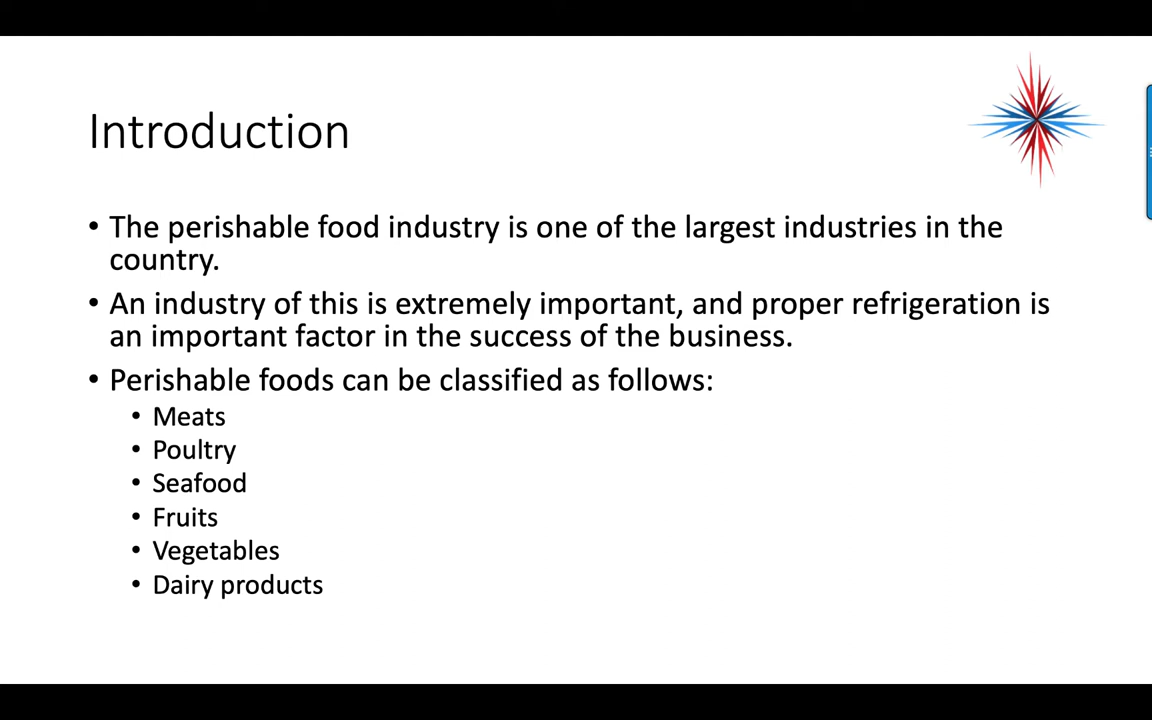 Introduction
• The perishable food industry is one of the largest industries in the
country.
• An industry of this is extremely important, and proper refrigeration is
an important factor in the success of the business.
• Perishable foods can be classified as follows:
• Meats
• Poultry
• Seafood
• Fruits
• Vegetables
• Dairy products